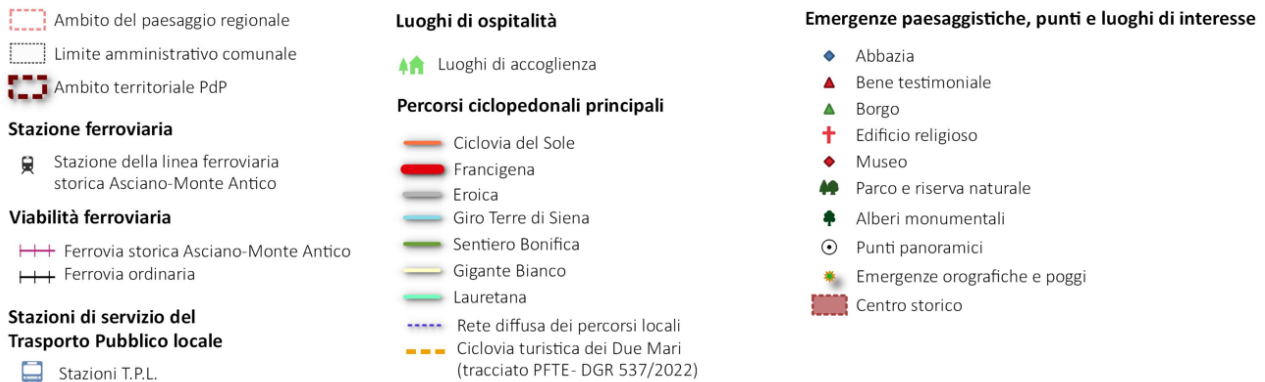 Ambito del paesaggio regionale
Limite amministrativo comunale
Ambito territoriale PdP
Stazione ferroviaria
Stazione della linea ferroviaria
storica Asciano-Monte Antico
Viabilità ferroviaria
Ferrovia storica Asciano-Monte Antico
Ferrovia ordinaria
Stazioni di servizio del
Trasporto Pubblico locale
Stazioni T.P.L.
Luoghi di ospitalità
Luoghi di accoglienza
Percorsi ciclopedonali principali
Ciclovia del Sole
Francigena
Eroica
Giro Terre di Siena
Sentiero Bonifica
Gigante Bianco
Lauretana
Rete diffusa dei percorsi locali
Ciclovia turistica dei Due Mari
(tracciato PFTE- DGR 537/2022)
Emergenze paesaggistiche, punti e luoghi di interesse
Abbazia
Bene testimoniale
Borgo
Edificio religioso
Museo
Parco e riserva naturale
Alberi monumentali
Punti panoramici
Emergenze orografiche e poggi
Centro storico